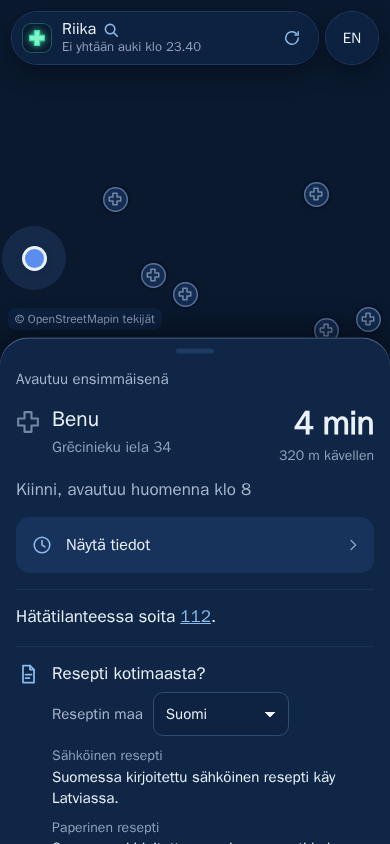 Riika
Ei yhtään auki klo 23.40
EN
© OpenStreetMapin tekijät
Avautuu ensimmäisenä
Benu
4 min
Grēcinieku iela 34
320 m kävellen
Kiinni, avautuu huomenna klo 8
Näytä tiedot
Hätätilanteessa soita 112.
Resepti kotimaasta?
Reseptin maa
Suomi
Sähköinen resepti
Suomessa kirjoitettu sähköinen resepti käy
Latviassa.
Paperinen resepti